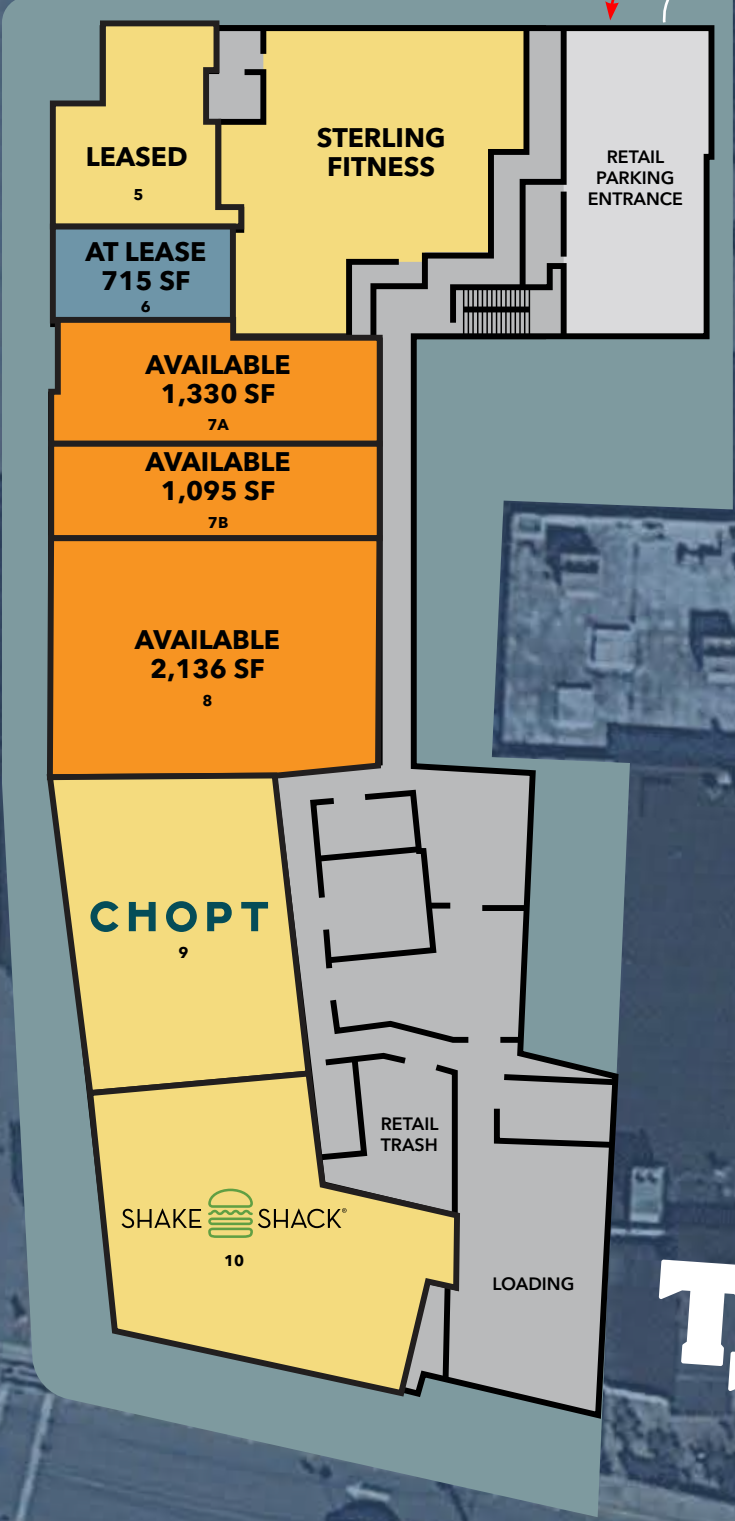 LEASED
5
STERLING
FITNESS
RETAIL
PARKING
ENTRANCE
AT LEASE
715 SF
6
AVAILABLE
1,330 SF
7A
AVAILABLE
1,095 SF
7B
AVAILABLE
2,136 SF
8
CHOPT
9
RETAIL
TRASH
SHAKE SHACK®
10
LOADING